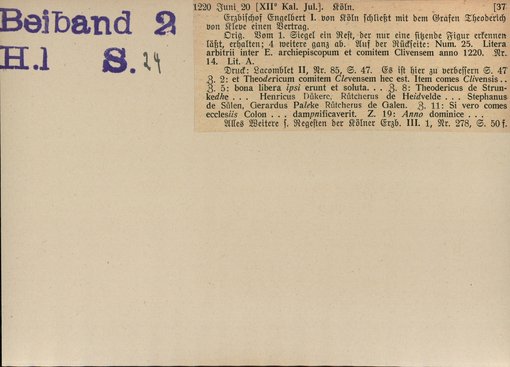 Beiband 2
H.1 S. 24
1220 Juni 20 [XII° Kal. Jul.]. Köln. [37
Erzbischof Engelbert I. von Köln schließt mit dem Grafen Theoderich
von Kleve einen Vertrag.
Orig. Vom 1. Siegel ein Rest, der nur eine sitzende Figur erkennen
läßt, erhalten; 4 weitere ganz ab. Auf der Rückseite: Num. 25. Litera
arbitrii inter E. archiepiscopum et comitem Clivensem anno 1220. Nr.
14. Lit. A.
Druck: Lacomblet II, Nr. 85, S. 47. Es ist hier zu verbessern S. 47
Z. 2: et Theodericum comitem Clevensem hec est. Item comes Clivensis . .
Z. 5: bona libera ipsi erunt et soluta. . . Z. 8: Theodericus de Strun-
kedhe . . . Henricus Dükere, Rütcherus de Heidvelde . . . Stephanus
de Sülen, Gerardus Paleke Rütcherus de Galen. Z. 11: Si vero comes
ecclesiis Colon . . . dampnificaverit. Z. 19: Anno dominice . . .
Alles Weitere s. Regesten der Kölner Erzb. III. 1, Nr. 278, S. 50 f.